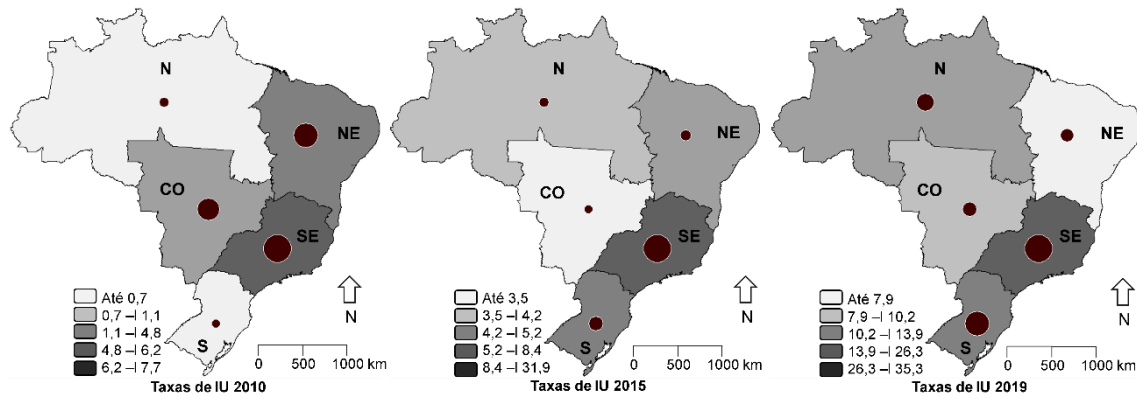 N
NE
CO
SE
S
Até 0,7
0,7 –I 1,1
1,1 –I 4,8
4,8 –I 6,2
6,2 –I 7,7
N
0 500 1000 km
Taxas de IU 2010
N
NE
CO
SE
S
Até 3,5
3,5 –I 4,2
4,2 –I 5,2
5,2 –I 8,4
8,4 –I 31,9
N
0 500 1000 km
Taxas de IU 2015
N
NE
CO
SE
S
Até 7,9
7,9 –I 10,2
10,2 –I 13,9
13,9 –I 26,3
26,3 –I 35,3
N
0 500 1000 km
Taxas de IU 2019